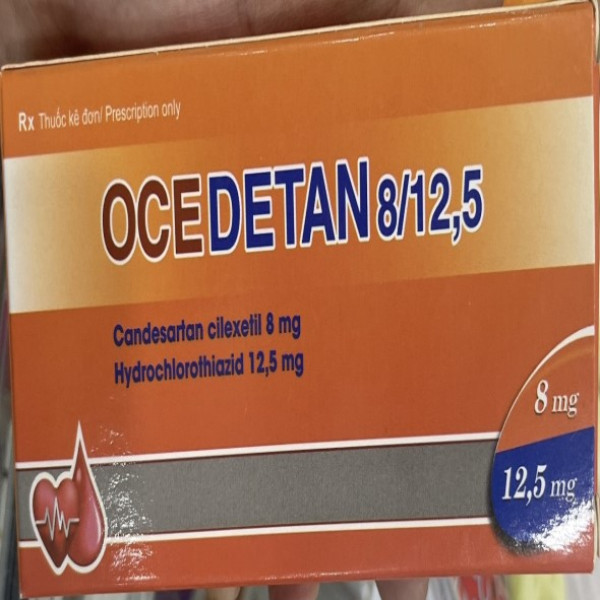 Rx Thuốc kê đơn/ Prescription only
OCEDETAN 8/12,5
Candesartan cilexetil 8 mg
Hydrochlorothiazid 12,5 mg
8 mg
12,5 mg